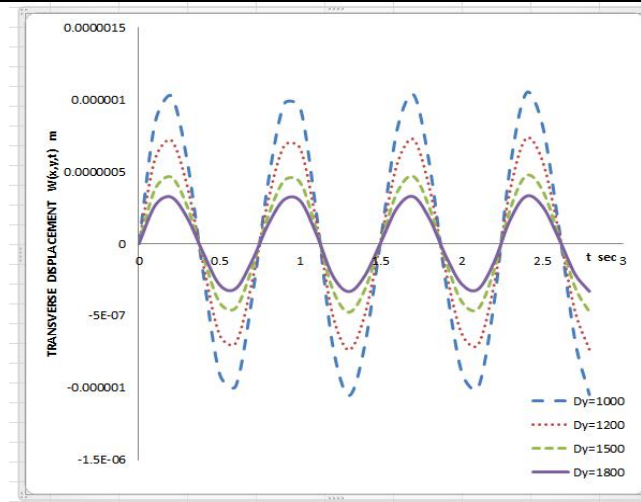 0.0000015
0.000001
0.0000005
0
-5E-07
-0.000001
-1.5E-06
TRANSVERSE DISPLACEMENT W(x,y,t) m
0 0.5 1 1.5 2 2.5 3
t sec
Dy=1000
Dy=1200
Dy=1500
Dy=1800